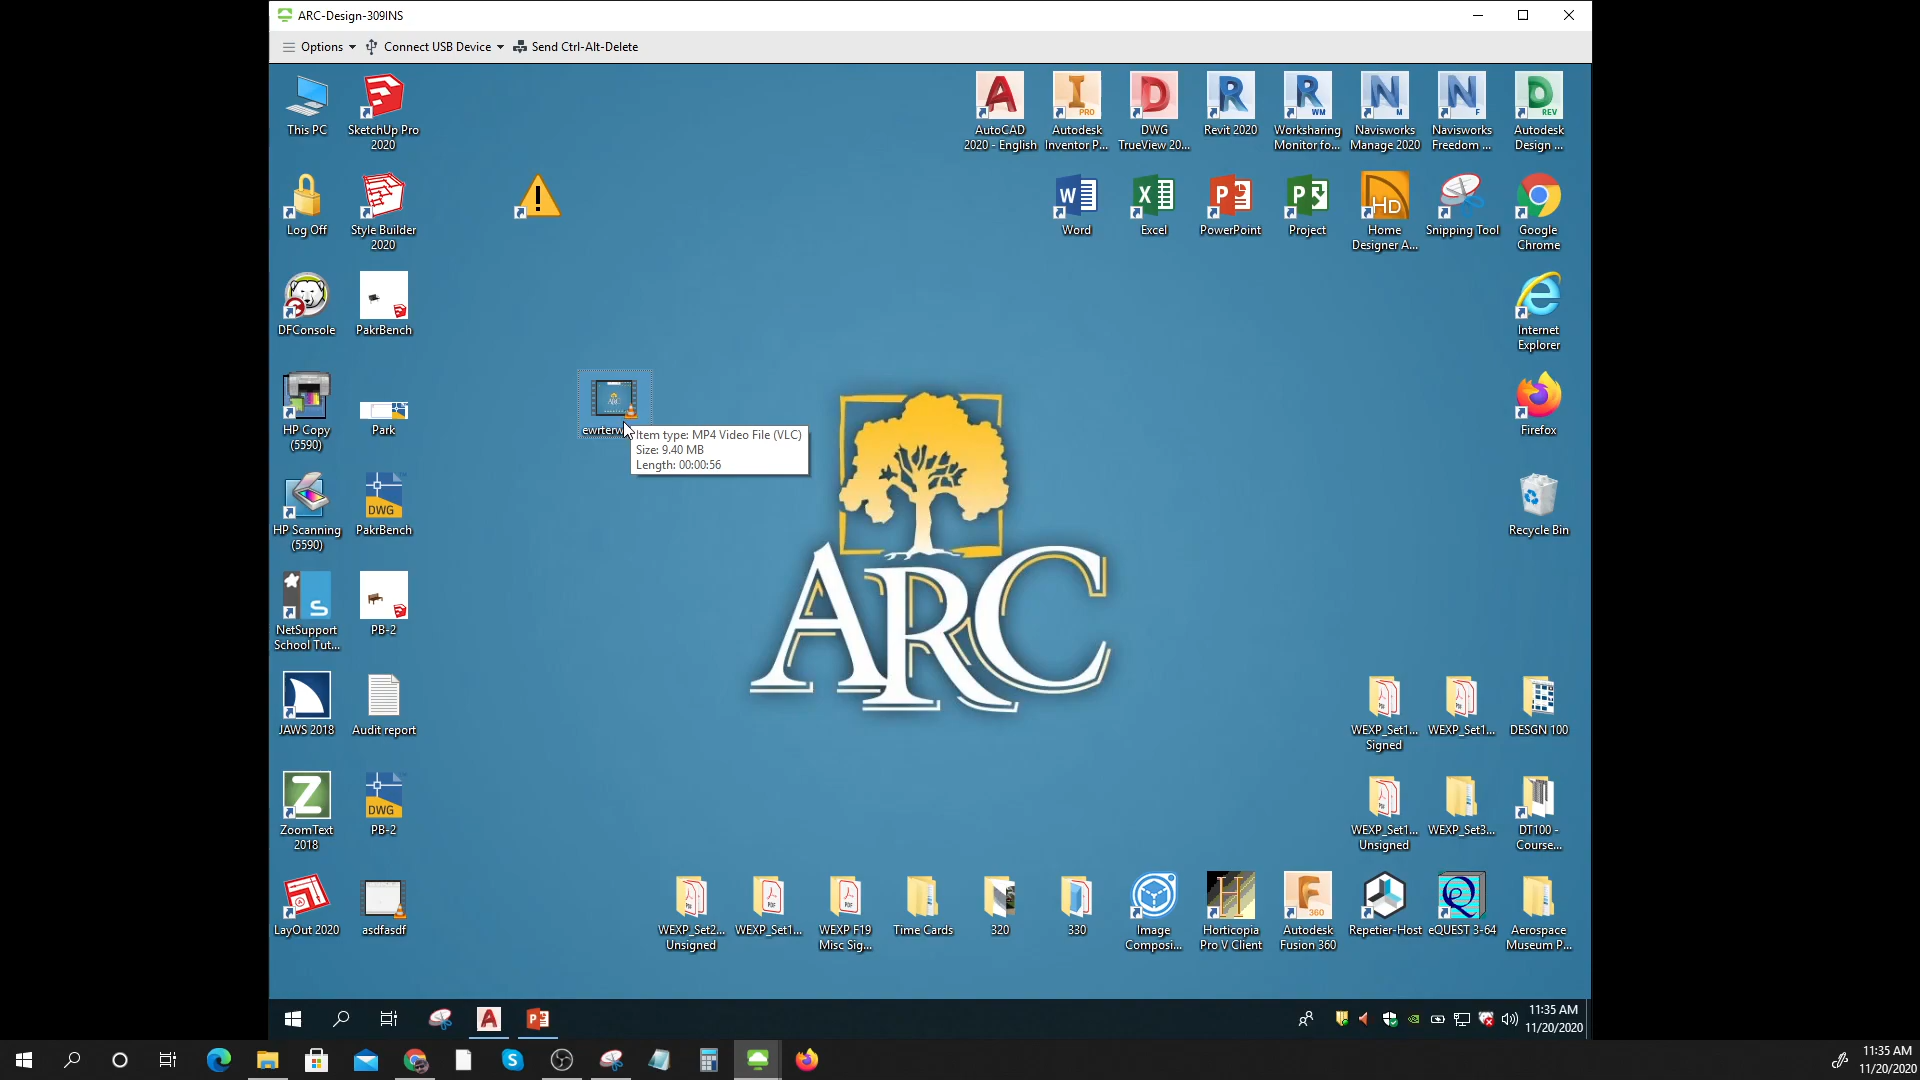 ARC-Design-309INS
Options
Connect USB Device
Send Ctrl-Alt-Delete
This PC
SketchUp Pro
2020
AutoCAD
2020 - English
Autodesk
Inventor P...
DWG
TrueView 20...
Revit 2020
Worksharing
Monitor fo...
Navisworks
Manage 2020
Navisworks
Freedom ...
Autodesk
Design ...
Log Off
Style Builder
2020
Word
Excel
PowerPoint
Project
Home
Designer A...
Snipping Tool
Google
Chrome
DFConsole
PakrBench
Internet
Explorer
HP Copy
(5590)
Park
Item type: MP4 Video File (VLC)
Size: 9.40 MB
Length: 00:00:56
Firefox
HP Scanning
(5590)
DWG
PakrBench
Recycle Bin
ARC
NetSupport
School Tut...
PB-2
JAWS 2018
Audit report
WEXP_Set1...
Signed
WEXP_Set1...
DESGN 100
ZoomText
2018
DWG
PB-2
WEXP_Set1...
Unsigned
WEXP_Set3...
DT100 -
Course...
LayOut 2020
asdfasdf
WEXP_Set2...
Unsigned
WEXP_Set1...
WEXP F19
Misc Sig...
Time Cards
320
330
Image
Composi...
Horticopia
Pro V Client
Autodesk
Fusion 360
Repetier-Host
eQUEST 3-64
Aerospace
Museum P...
11:35 AM
11/20/2020
11:35 AM
11/20/2020